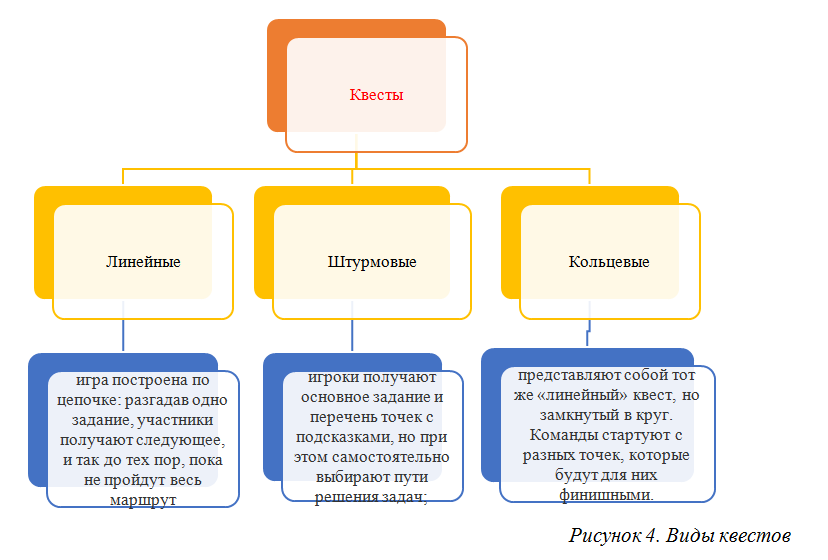 Квесты
Линейные
Штурмовые
Кольцевые
игра построена по
цепочке: разгадав одно
задание, участники
получают следующее,
и так до тех пор, пока
не пройдут весь
маршрут
игроки получают
основное задание и
перечень точек с
подсказками, но при
этом самостоятельно
выбирают пути
решения задач;
представляют собой тот
же «линейный» квест, но
замкнутый в круг.
Команды стартуют с
разных точек, которые
будут для них
финишными.
Рисунок 4. Виды квестов